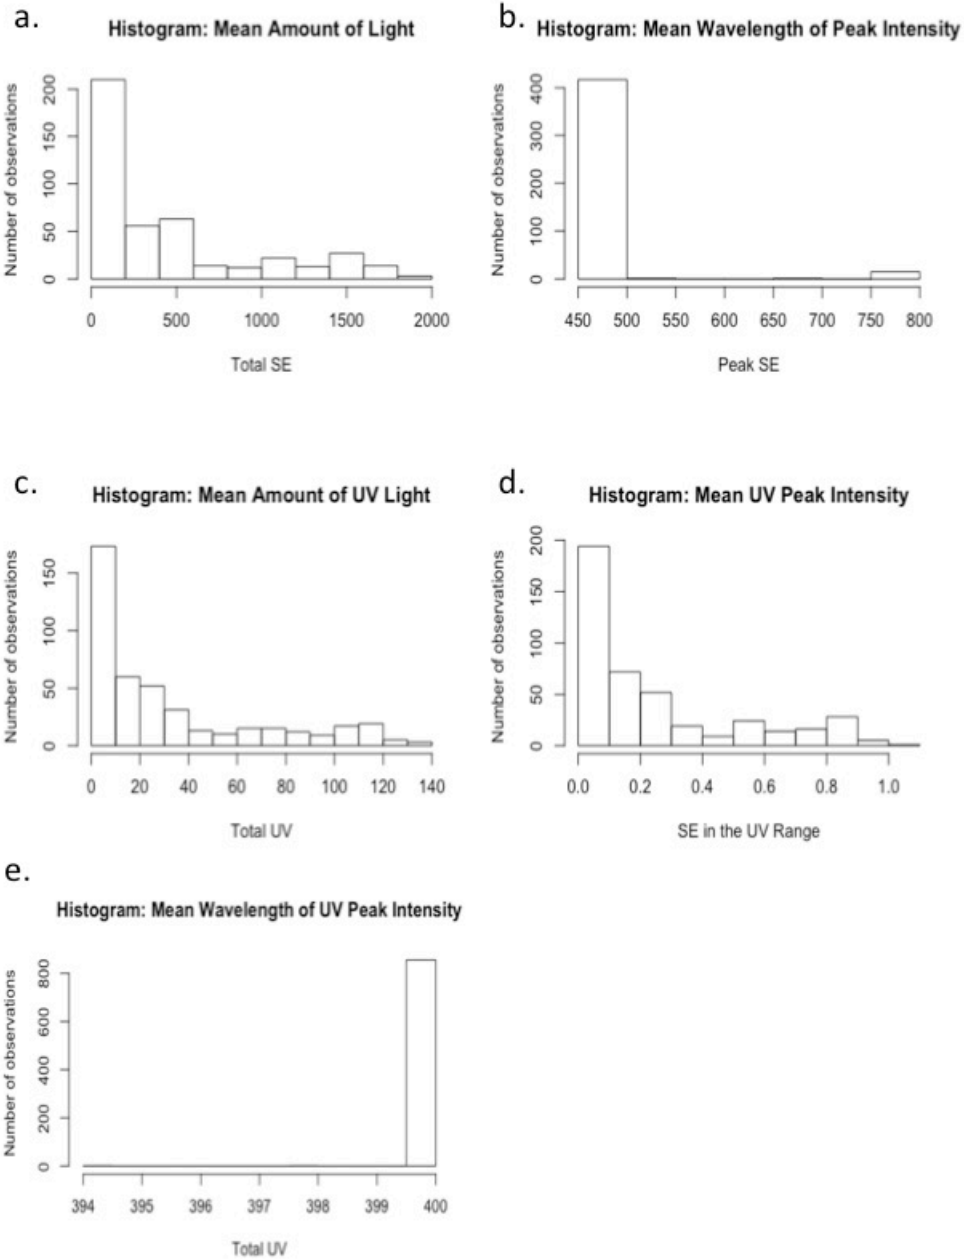 a.
Histogram: Mean Amount of Light
Number of observations
200
150
100
50
0
0 500 1000 1500 2000
Total SE
b.
Histogram: Mean Wavelength of Peak Intensity
Number of observations
400
300
200
100
0
450 500 550 600 650 700 750 800
Peak SE
c.
Histogram: Mean Amount of UV Light
Number of observations
150
100
50
0
0 20 40 60 80 100 120 140
Total UV
d.
Histogram: Mean UV Peak Intensity
Number of observations
200
150
100
50
0
0.0 0.2 0.4 0.6 0.8 1.0
SE in the UV Range
e.
Histogram: Mean Wavelength of UV Peak Intensity
Number of observations
800
600
400
200
0
394 395 396 397 398 399 400
Total UV